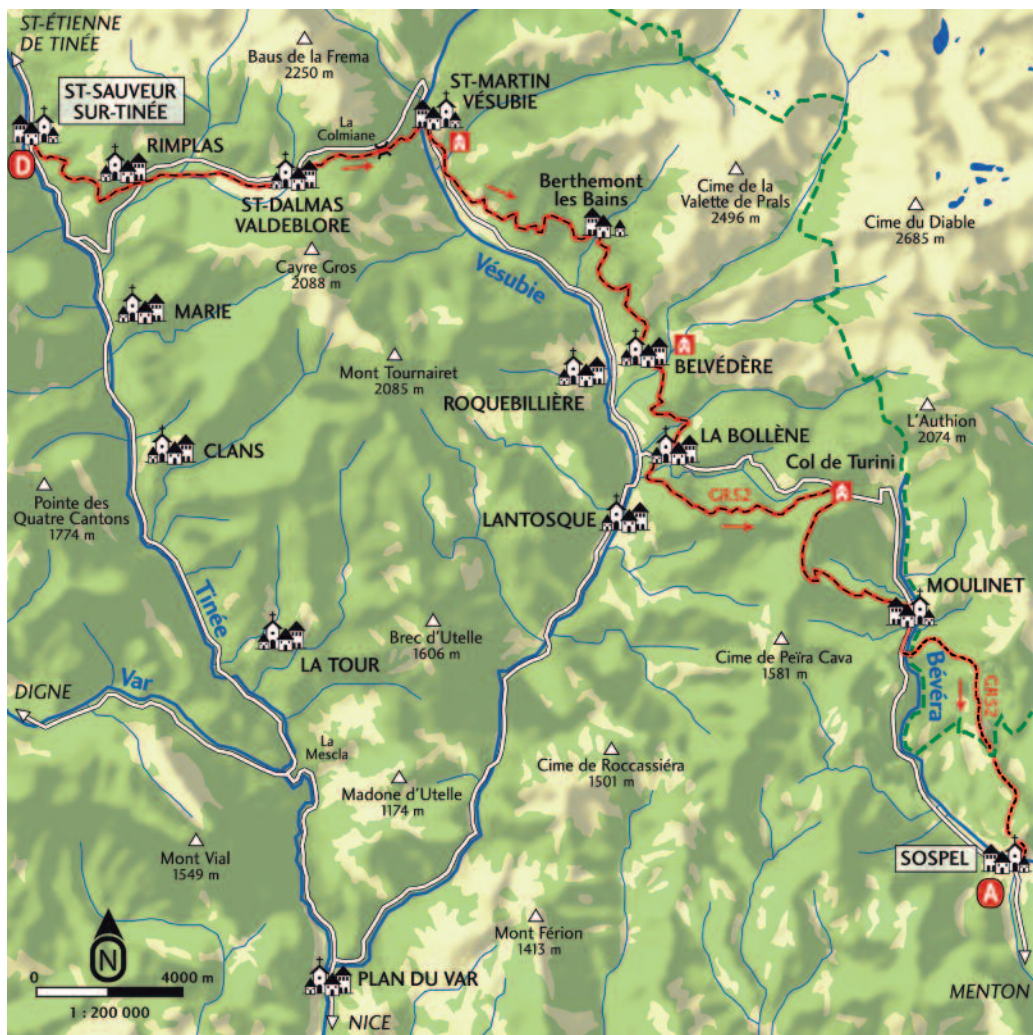 ST-ÉTIENNE
DE TINÉE
Baus de la Frema
2250 m
ST-MARTIN
VÉSUBIE
ST-SAUVEUR
SUR-TINÉE
La
Colmiane
D
RIMPLAS
Berthemont
les Bains
Cime de la
Valette de Prals
2496 m
ST-DALMAS
VALDEBLORE
Cime du Diable
2685 m
Cayre Gros
2088 m
Vésubie
MARIE
Mont Tournairet
2085 m
BELVÉDÈRE
ROQUEBILLIÈRE
L'Authion
2074 m
LA BOLLÈNE
CLANS
Col de Turini
Pointe des
Quatre Cantons
1774 m
GR52
LANTOSQUE
MOULINET
Tinée
Brec d'Utelle
1606 m
LA TOUR
Cime de Peïra Cava
1581 m
Bévéra
GR52
DIGNE
Var
La
Mescla
Cime de Roccassiéra
1501 m
Madone d'Utelle
1174 m
Mont Vial
1549 m
SOSPEL
A
Mont Férion
1413 m
N
0 4000 m
1 : 200 000
PLAN DU VAR
MENTON
NICE